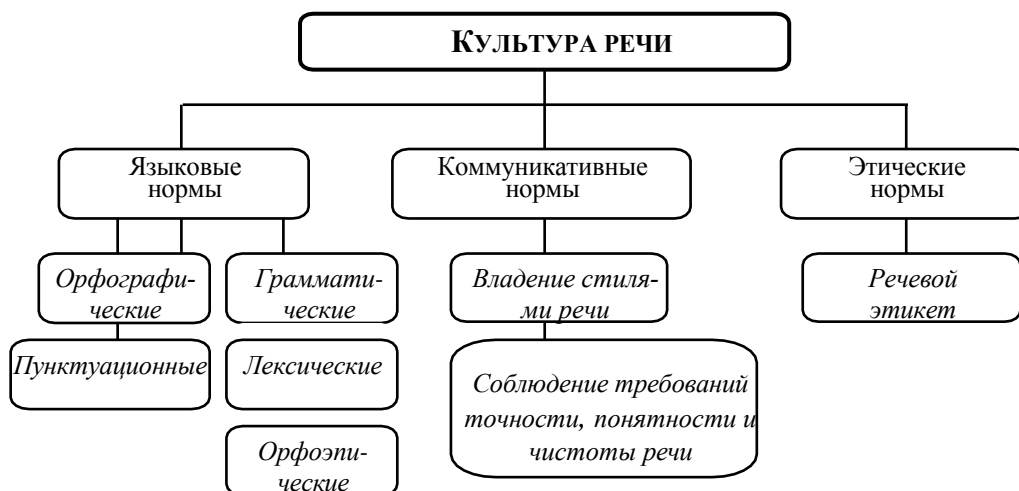 КУЛЬТУРА РЕЧИ
Языковые
нормы
Коммуникативные
нормы
Этические
нормы
Орфографи-
ческие
Граммати-
ческие
Владение стиля-
ми речи
Речевой
этикет
Пунктуационные
Лексические
Соблюдение требований
точности, понятности и
чистоты речи
Орфоэпи-
ческие